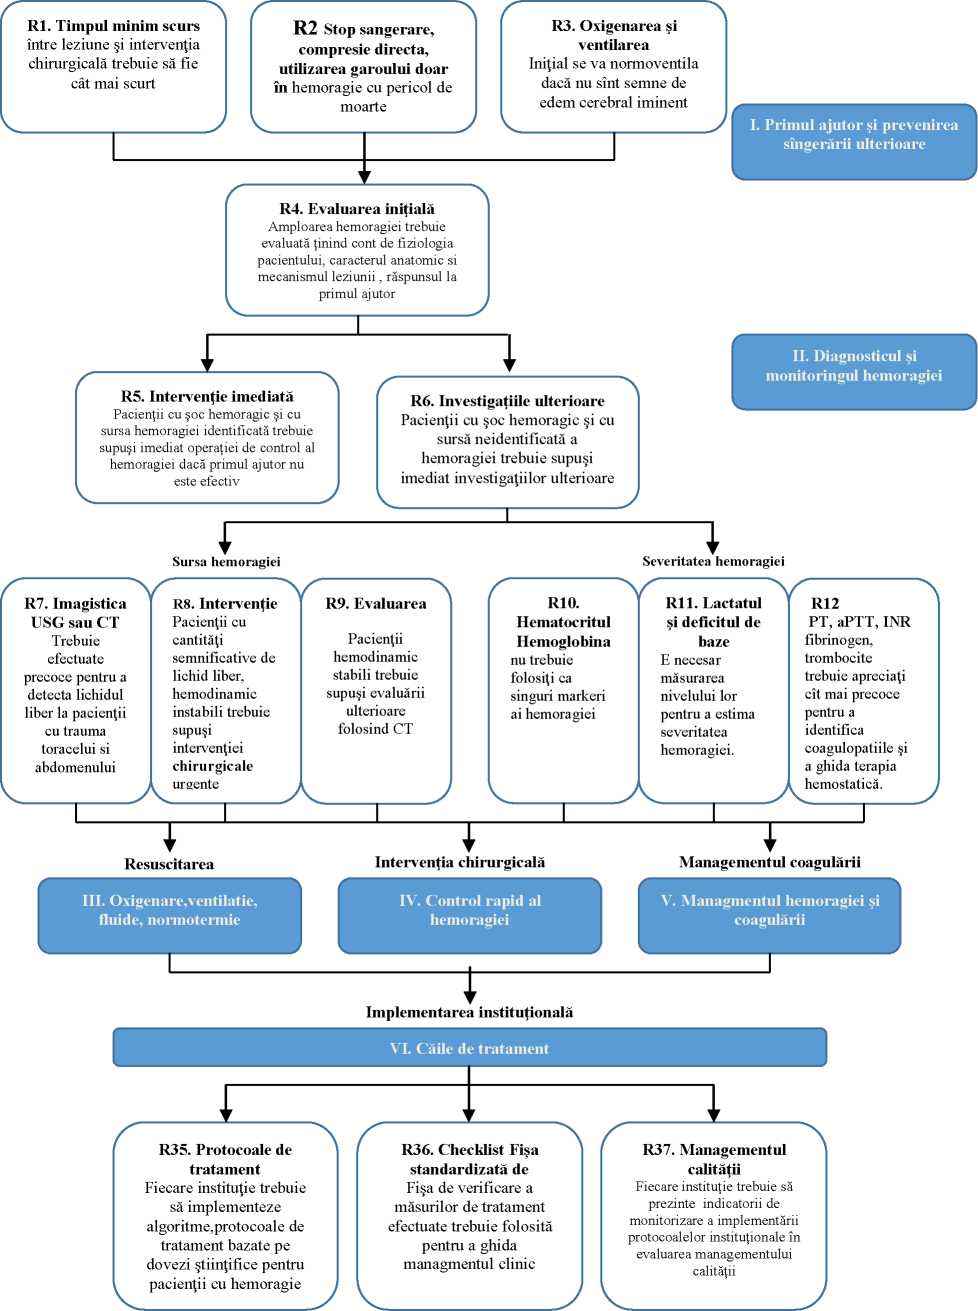 R1. Timpul minim scurs
între leziune şi intervenţia
chirurgicală trebuie să fie
cât mai scurt
R2 Stop sangerare,
compresie directa,
utilizarea garoului doar
în hemoragie cu pericol de
moarte
R3. Oxigenarea şi
ventilarea
Iniţial se va normoventila
dacă nu sînt semne de
edem cerebral iminent
I. Primul ajutor şi prevenirea
sîngerării ulterioare
R4. Evaluarea iniţială
Amploarea hemoragiei trebuie
evaluată ţinind cont de fiziologia
pacientului, caracterul anatomic si
mecanismul leziunii , răspunsul la
primul ajutor
II. Diagnosticul şi
monitoringul hemoragiei
R5. Intervenţie imediată
Pacienţii cu şoc hemoragic şi cu
sursa hemoragiei identificată trebuie
supuşi imediat operaţiei de control al
hemoragiei dacă primul ajutor nu
este efectiv
R6. Investigaţiile ulterioare
Pacienţii cu şoc hemoragic şi cu
sursă neidentificată a
hemoragiei trebuie supuşi
imediat investigaţiilor ulterioare
Sursa hemoragiei
Severitatea hemoragiei
R7. Imagistica
USG sau CT
Trebuie
efectuate
precoce pentru a
detecta lichidul
liber la pacienţii
cu trauma
toracelui si
abdomenului
R8. Intervenţie
Pacienţii cu
cantităţi
semnificative de
lichid liber,
hemodinamic
instabili trebuie
supuşi
intervenţiei
chirurgicale
urgente
R9. Evaluarea
Pacienţii
hemodinamic
stabili trebuie
supuşi evaluării
ulterioare
folosind CT
R10.
Hematocritul
Hemoglobina
nu trebuie
folosiţi ca
singuri markeri
ai hemoragiei
R11. Lactatul
şi deficitul de
baze
E necesar
măsurarea
nivelului lor
pentru a estima
severitatea
hemoragiei.
R12
PT, aPTT, INR
fibrinogen,
trombocite
trebuie apreciaţi
cît mai precoce
pentru a
identifica
coagulopatiile şi
a ghida terapia
hemostatică.
Resuscitarea
Intervenţia chirurgicală
Managementul coagulării
III. Oxigenare,ventilatie,
fluide, normotermie
IV. Control rapid al
hemoragiei
V. Managmentul hemoragiei şi
coagulării
Implementarea instituţională
VI. Căile de tratament
R35. Protocoale de
tratament
Fiecare instituţie trebuie
să implementeze
algoritme,protocoale de
tratament bazate pe
dovezi ştiinţifice pentru
pacienţii cu hemoragie
R36. Checklist Fişa
standardizată de
Fişa de verificare a
măsurilor de tratament
efectuate trebuie folosită
pentru a ghida
managmentul clinic
R37. Managementul
calităţii
Fiecare instituţie trebuie să
prezinte indicatorii de
monitorizare a implementării
protocoalelor instituţionale în
evaluarea managementului
calităţii